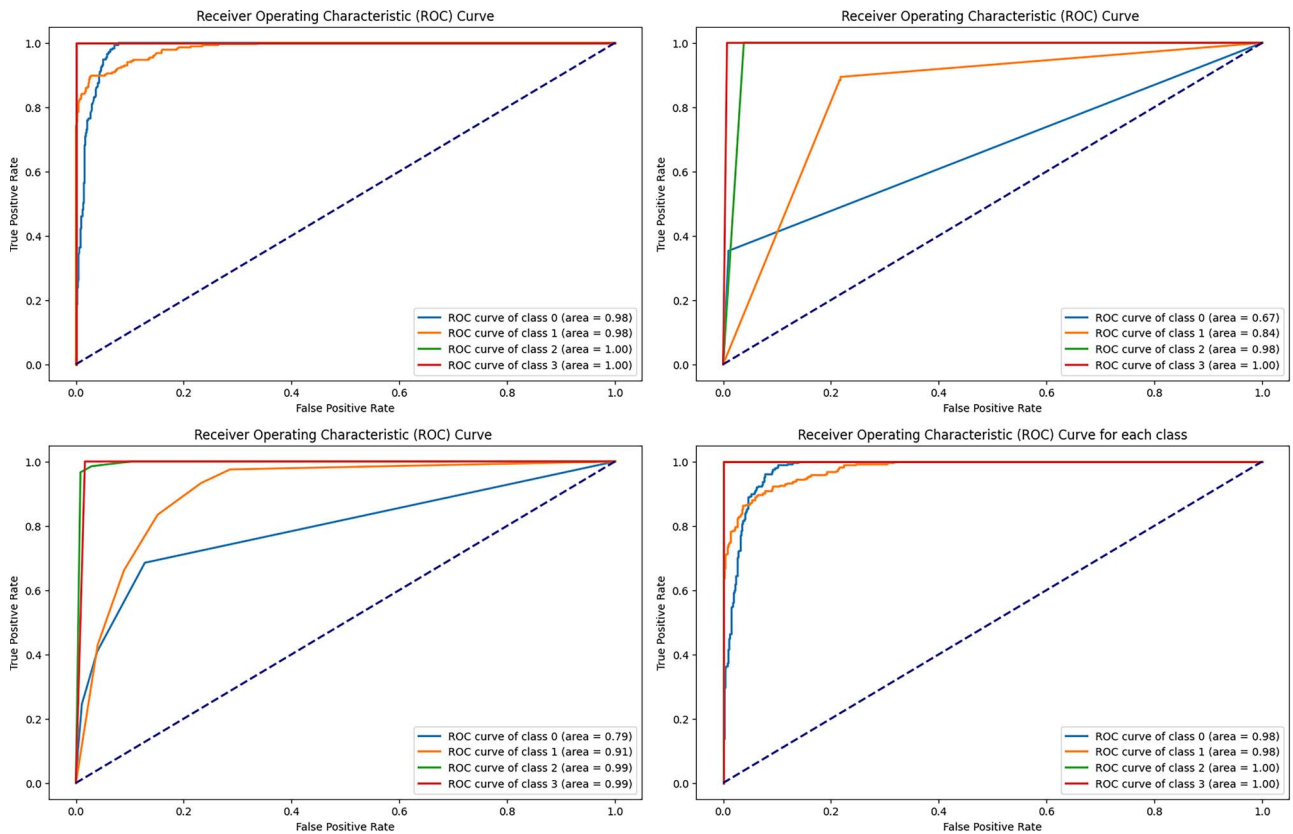 Receiver Operating Characteristic (ROC) Curve
True Positive Rate
1.0
0.8
0.6
0.4
0.2
0.0
ROC curve of class 0 (area = 0.98)
ROC curve of class 1 (area = 0.98)
ROC curve of class 2 (area = 1.00)
ROC curve of class 3 (area = 1.00)
0.0 0.2 0.4 0.6 0.8 1.0
False Positive Rate
Receiver Operating Characteristic (ROC) Curve
True Positive Rate
1.0
0.8
0.6
0.4
0.2
0.0
ROC curve of class 0 (area = 0.67)
ROC curve of class 1 (area = 0.84)
ROC curve of class 2 (area = 0.98)
ROC curve of class 3 (area = 1.00)
0.0 0.2 0.4 0.6 0.8 1.0
False Positive Rate
Receiver Operating Characteristic (ROC) Curve
True Positive Rate
1.0
0.8
0.6
0.4
0.2
0.0
ROC curve of class 0 (area = 0.79)
ROC curve of class 1 (area = 0.91)
ROC curve of class 2 (area = 0.99)
ROC curve of class 3 (area = 0.99)
0.0 0.2 0.4 0.6 0.8 1.0
False Positive Rate
Receiver Operating Characteristic (ROC) Curve for each class
True Positive Rate
1.0
0.8
0.6
0.4
0.2
0.0
ROC curve of class 0 (area = 0.98)
ROC curve of class 1 (area = 0.98)
ROC curve of class 2 (area = 1.00)
ROC curve of class 3 (area = 1.00)
0.0 0.2 0.4 0.6 0.8 1.0
False Positive Rate